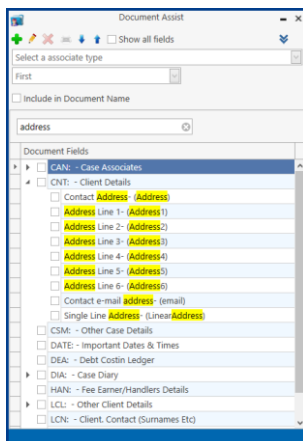 Document Assist
Show all fields
Select a associate type
First
Include in Document Name
address
Document Fields
CAN: - Case Associates
CNT: - Client Details
Contact Address- (Address)
Address Line 1- (Address1)
Address Line 2- (Address2)
Address Line 3- (Address3)
Address Line 4- (Address4)
Address Line 5- (Address5)
Address Line 6- (Address6)
Contact e-mail address- (email)
Single Line Address- (LinearAddress)
CSM: - Other Case Details
DATE: - Important Dates & Times
DEA: - Debt Costin Ledger
DIA: - Case Diary
HAN: - Fee Earner/Handlers Details
LCL: - Other Client Details
LCN: - Client. Contact (Surnames Etc)